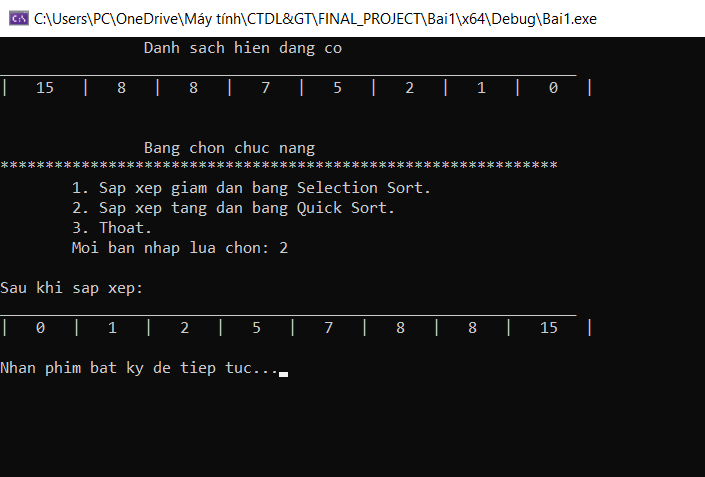 C:\Users\PC\OneDrive\Máy tính\CTDL&GT\FINAL_PROJECT\Bai1\x64\Debug\Bai1.exe
Danh sach hien dang co
________________________________________________________________
|   15   |   8   |   8   |   7   |   5   |   2   |   1   |   0   |
Bang chon chuc nang
**************************************************************
1. Sap xep giam dan bang Selection Sort.
2. Sap xep tang dan bang Quick Sort.
3. Thoat.
Moi ban nhap lua chon: 2
Sau khi sap xep:
________________________________________________________________
|   0   |   1   |   2   |   5   |   7   |   8   |   8   |   15   |
Nhan phim bat ky de tiep tuc...